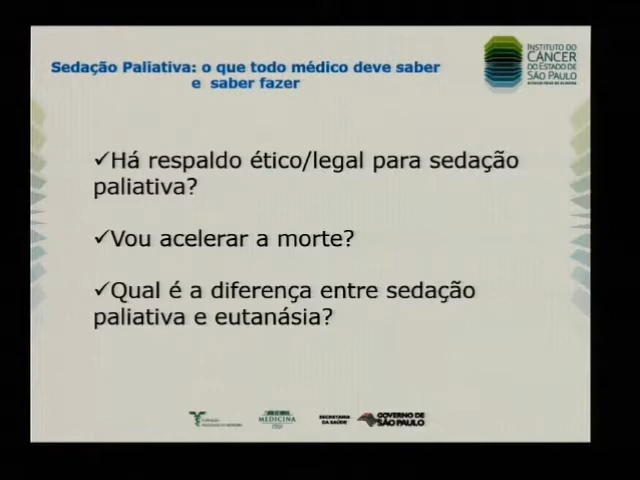 Sedação Paliativa: o que todo médico deve saber
e saber fazer
INSTITUTO DO
CÂNCER
DO ESTADO DE
SÃO PAULO
✓Há respaldo ético/legal para sedação
paliativa?
✓Vou acelerar a morte?
✓Qual é a diferença entre sedação
paliativa e eutanásia?
MEDICINA
SECRETARIA
DA SAÚDE
GOVERNO DE
SÃO PAULO